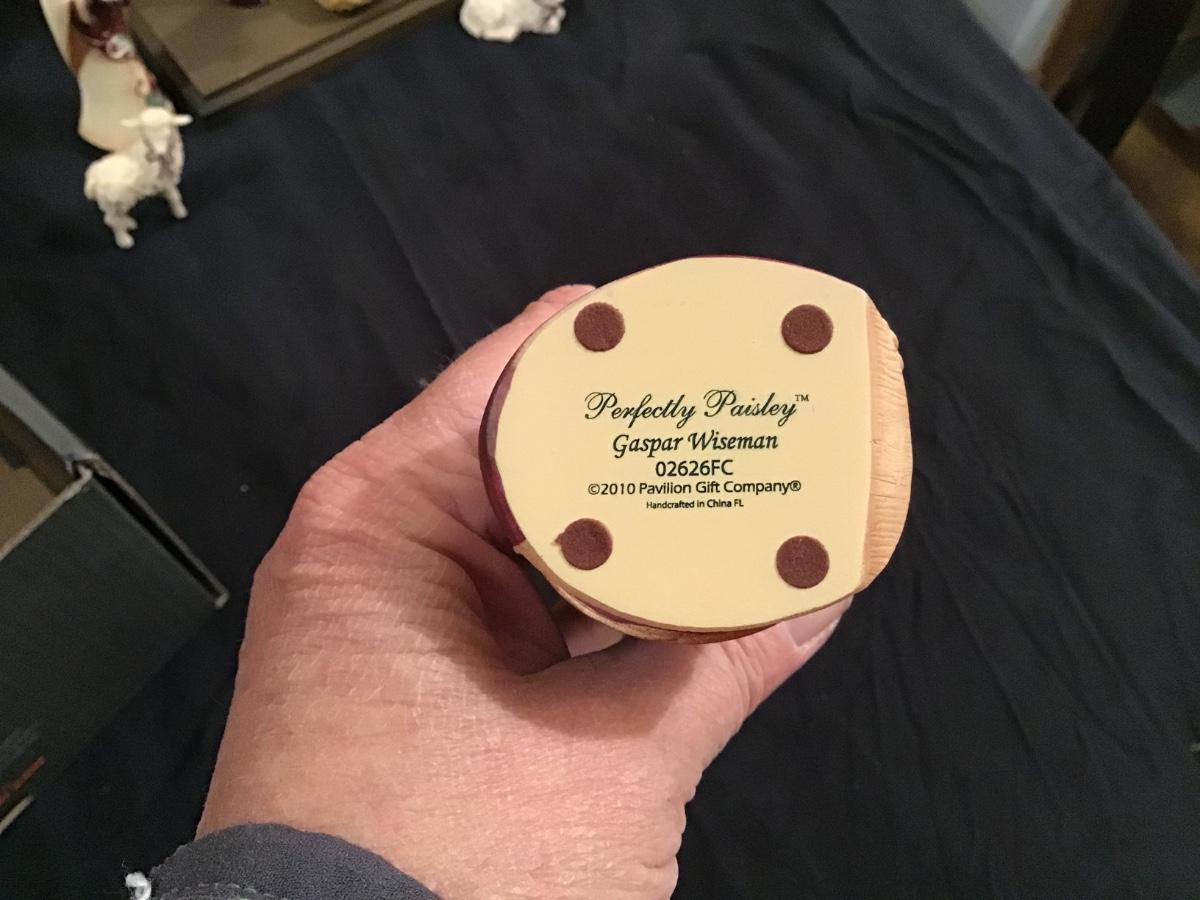 Perfectly Paisley™
Gaspar Wiseman
02626FC
©2010 Pavilion Gift Company®
Handcrafted in China FL